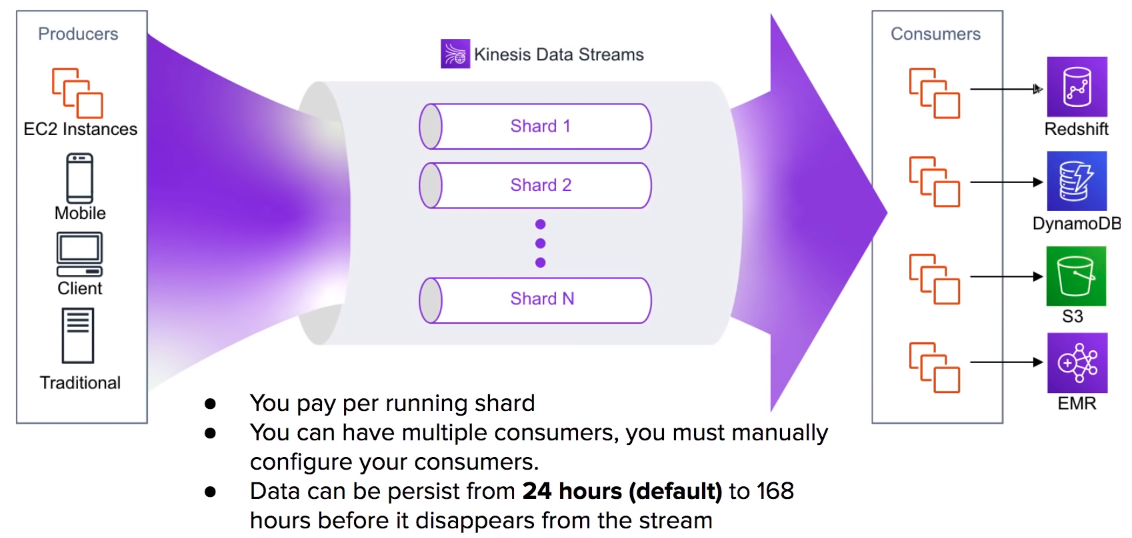 Producers
EC2 Instances
Mobile
Client
Traditional
Kinesis Data Streams
Shard 1
Shard 2
Shard N
Consumers
Redshift
DynamoDB
S3
EMR
● You pay per running shard
● You can have multiple consumers, you must manually
configure your consumers.
● Data can be persist from 24 hours (default) to 168
hours before it disappears from the stream